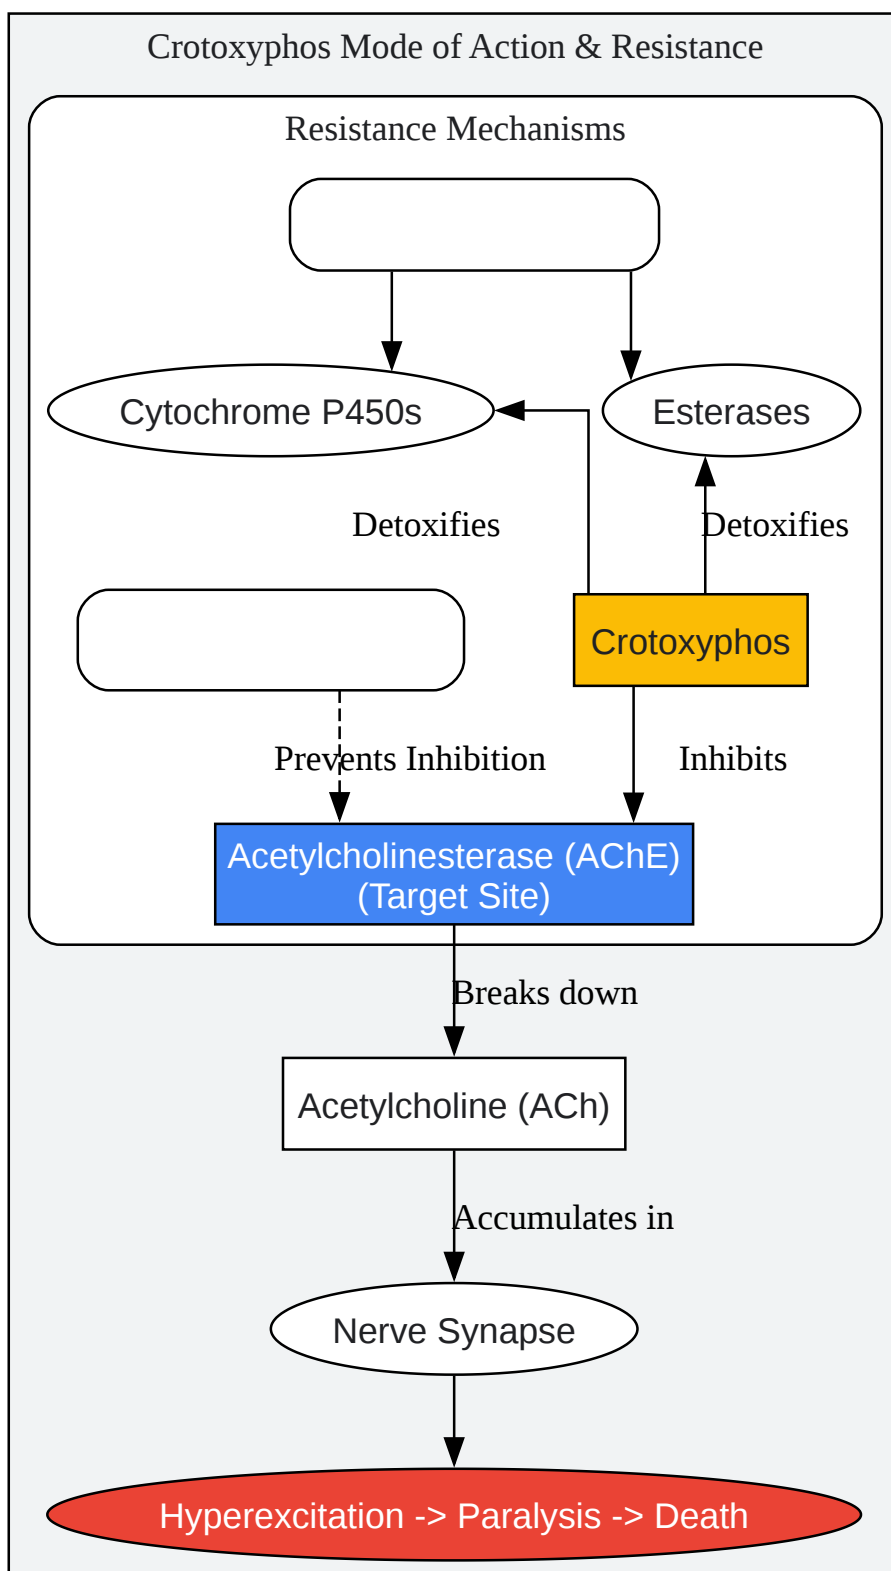 Crotoxyphos Mode of Action & Resistance
Resistance Mechanisms
Cytochrome P450s
Esterases
Detoxifies
Detoxifies
Crotoxyphos
Prevents Inhibition
Inhibits
Acetylcholinesterase (AChE)
(Target Site)
Breaks down
Acetylcholine (ACh)
Accumulates in
Nerve Synapse
Hyperexcitation -> Paralysis -> Death